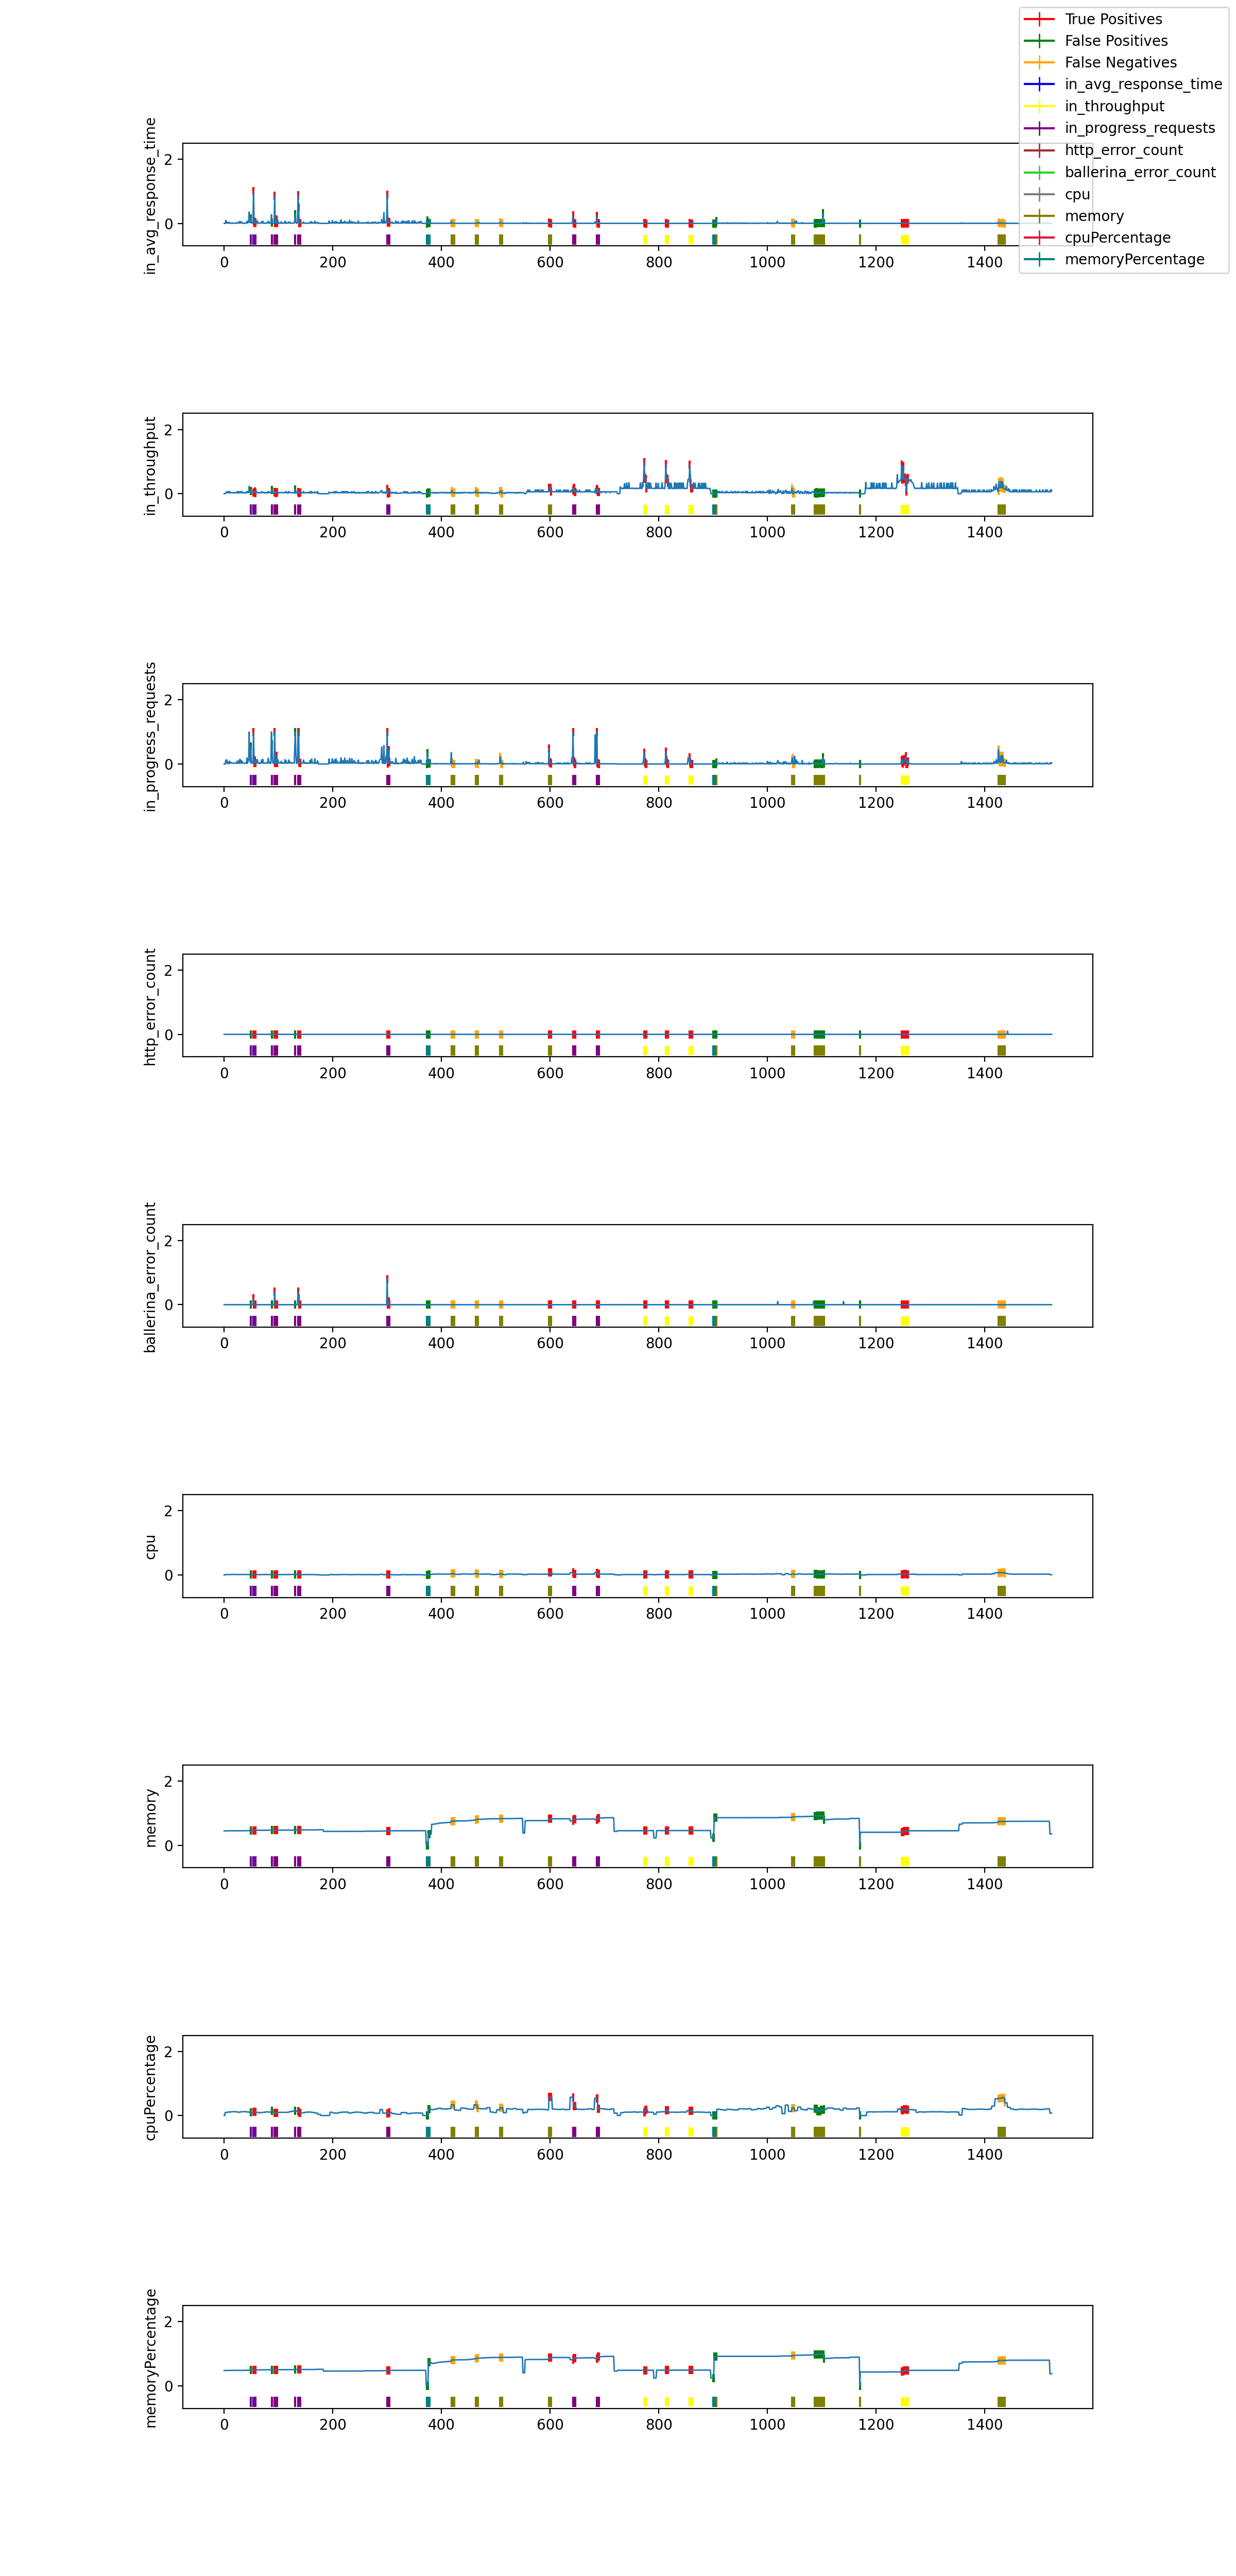 True Positives
False Positives
False Negatives
in_avg_response_time
in_throughput
in_progress_requests
http_error_count
ballerina_error_count
cpu
memory
cpuPercentage
memoryPercentage
in_avg_response_time
2
0
0 200 400 600 800 1000 1200 1400
in_throughput
2
0
0 200 400 600 800 1000 1200 1400
in_progress_requests
2
0
0 200 400 600 800 1000 1200 1400
http_error_count
2
0
0 200 400 600 800 1000 1200 1400
ballerina_error_count
2
0
0 200 400 600 800 1000 1200 1400
cpu
2
0
0 200 400 600 800 1000 1200 1400
memory
2
0
0 200 400 600 800 1000 1200 1400
cpuPercentage
2
0
0 200 400 600 800 1000 1200 1400
memoryPercentage
2
0
0 200 400 600 800 1000 1200 1400